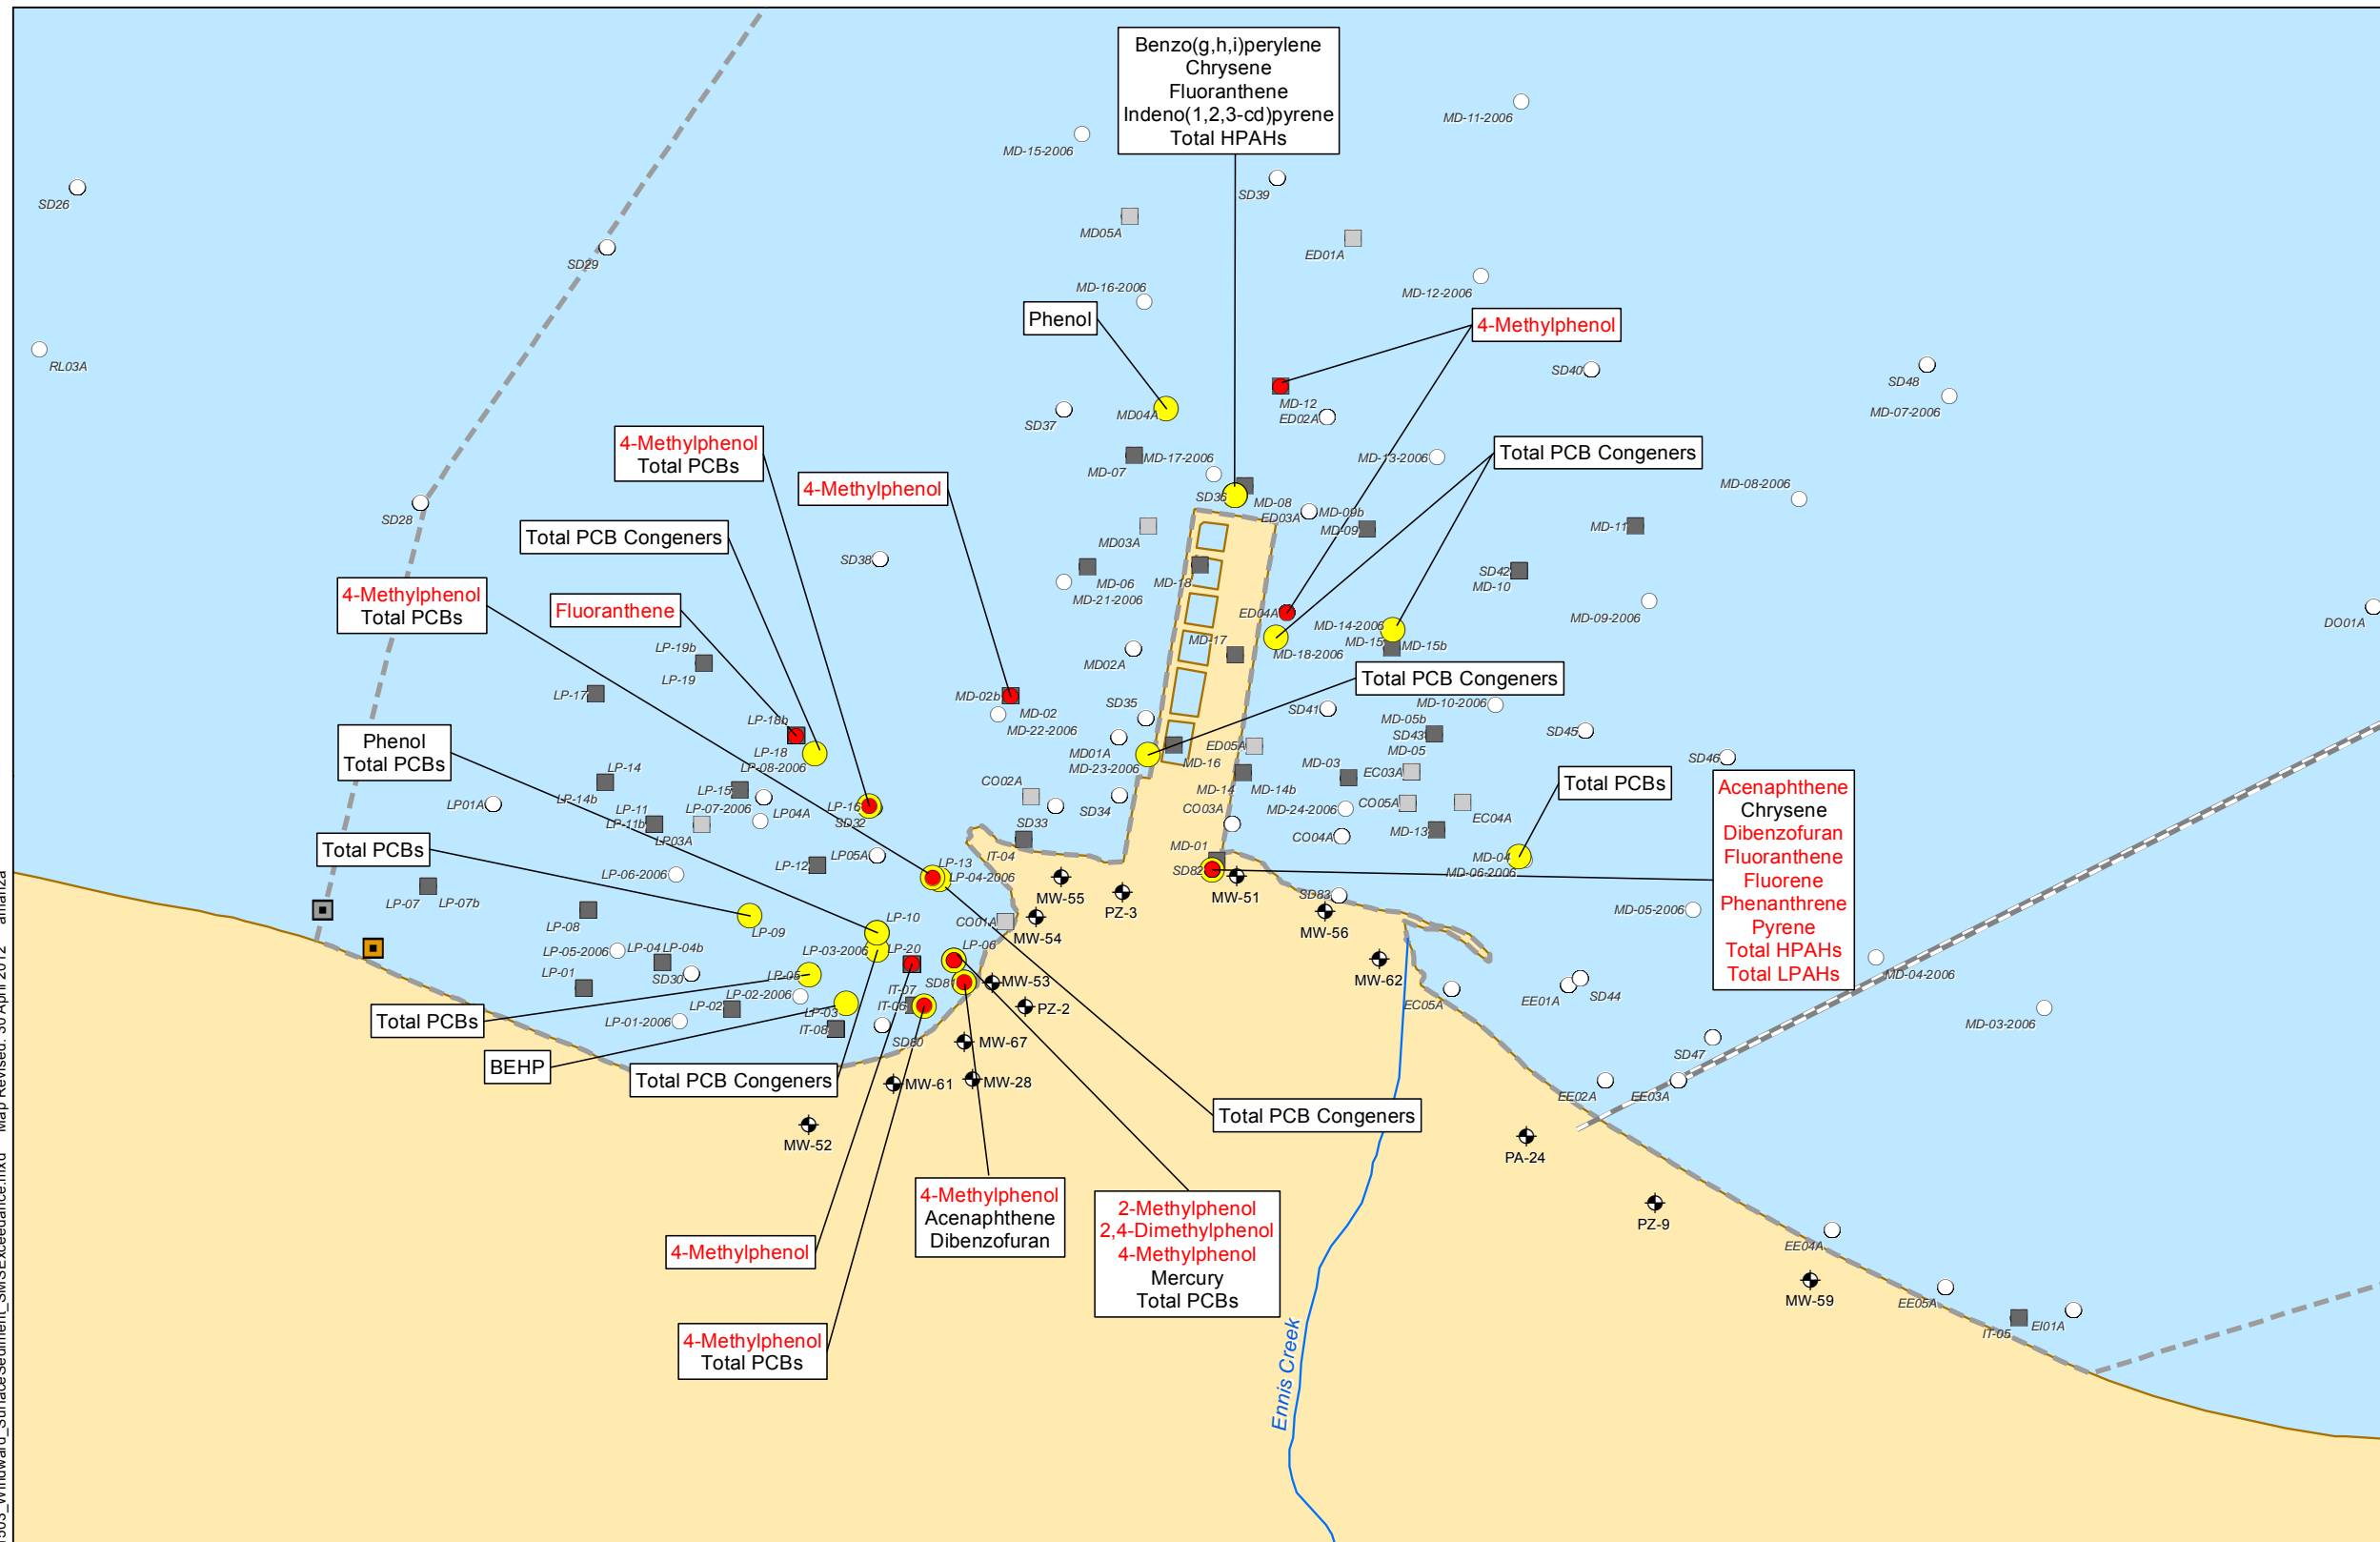 Benzo(g,h,i)perylene
Chrysene
Fluoranthene
Indeno(1,2,3-cd)pyrene
Total HPAHs
MD-11-2006
MD-15-2006
SD39
SD26
MD05A
ED01A
SD29
MD-16-2006
MD-12-2006
Phenol
4-Methylphenol
RL03A
SD40
SD48
MD-07-2006
MD-12
ED02A
MD04A
SD37
4-Methylphenol
Total PCBs
Total PCB Congeners
MD-07
MD-17-2006
MD-13-2006
4-Methylphenol
MD-08-2006
SD36
MD-08
ED03A
MD-09b
MD-09
MD-11
SD28
Total PCB Congeners
MD03A
SD38
MD-06
MD-21-2006
MD-18
SD42
MD-10
4-Methylphenol
Total PCBs
Fluoranthene
ED04A
MD-14-2006
MD-09-2006
DO01A
LP-19b
LP-19
MD-17
MD-18-2006
MD-15
MD-15b
MD02A
Total PCB Congeners
LP-17
MD-02b
MD-02
MD-22-2006
SD35
SD41
MD-10-2006
LP-18b
LP-18
LP-08-2006
Phenol
Total PCBs
MD01A
MD-23-2006
MD-16
ED05A
MD-05b
SD43
MD-05
SD45
SD46
LP-14
LP-14b
LP-15
LP-07-2006
CO02A
MD-14
MD-14b
MD-03
EC03A
Total PCBs
LP01A
LP-11
LP-11b
LP03A
LP04A
LP-16
SD32
SD33
SD34
CO03A
MD-24-2006
CO05A
EC04A
Acenaphthene
Chrysene
Dibenzofuran
Fluoranthene
Fluorene
Phenanthrene
Pyrene
Total HPAHs
Total LPAHs
CO04A
MD-13
Total PCBs
LP-12
LP05A
IT-04
MD-01
SD82
MD-04
MD-06-2006
LP-06-2006
LP-13
LP-04-2006
MW-55
PZ-3
MW-51
SD83
LP-07
LP-07b
LP-08
LP-09
LP-10
CO01A
MW-54
MW-56
MD-05-2006
LP-05-2006
LP-04
LP-04b
LP-03-2006
LP-20
LP-06
MW-62
MD-04-2006
LP-01
SD30
LP-05
SD81
MW-53
EC05A
EE01A
SD44
LP-02
LP-02-2006
LP-03
IT-07
IT-06
PZ-2
MD-03-2006
Total PCBs
LP-01-2006
IT-08
SD80
MW-67
SD47
BEHP
Total PCB Congeners
MW-61
MW-28
EE02A
EE03A
Total PCB Congeners
MW-52
PA-24
4-Methylphenol
Acenaphthene
Dibenzofuran
2-Methylphenol
2,4-Dimethylphenol
4-Methylphenol
Mercury
Total PCBs
PZ-9
4-Methylphenol
EE04A
MW-59
EE05A
IT-05
EI01A
4-Methylphenol
Total PCBs
Ennis Creek